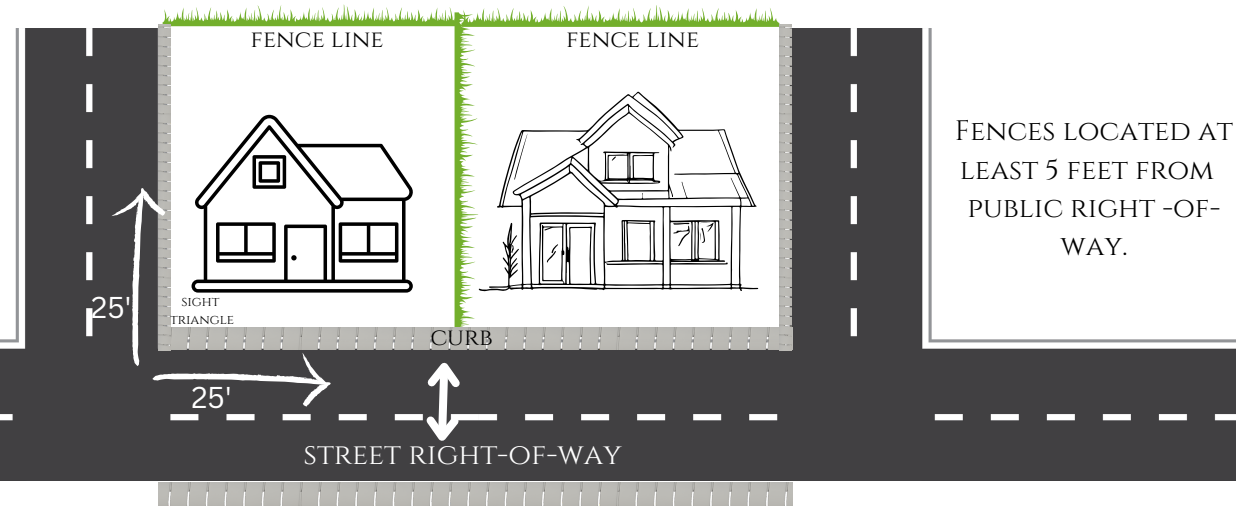 FENCE LINE
FENCE LINE
FENCES LOCATED AT
LEAST 5 FEET FROM
PUBLIC RIGHT -OF-
WAY.
25'
SIGHT
TRIANGLE
CURB
25'
STREET RIGHT-OF-WAY